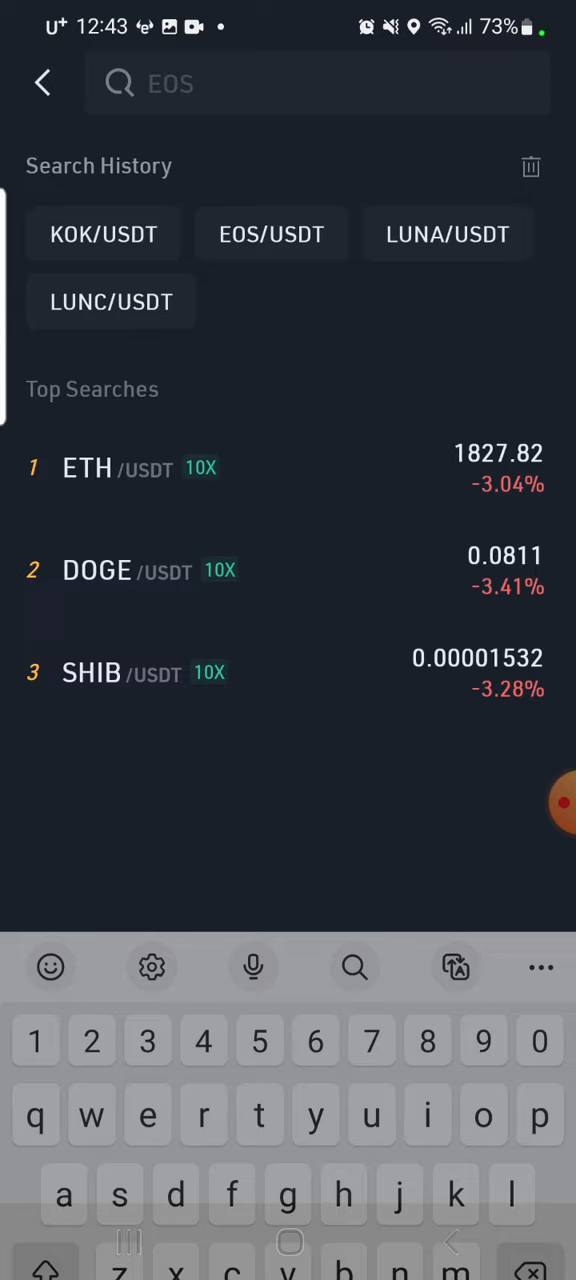 U+ 12:43 73%
EOS
Search History
KOK/USDT EOS/USDT LUNA/USDT
LUNC/USDT
Top Searches
1 ETH /USDT 10X 1827.82
-3.04%
2 DOGE /USDT 10X 0.0811
-3.41%
3 SHIB /USDT 10X 0.00001532
-3.28%
1 2 3 4 5 6 7 8 9 0
q w e r t y u i o p
a s d f g h j k l
z x c v b n m